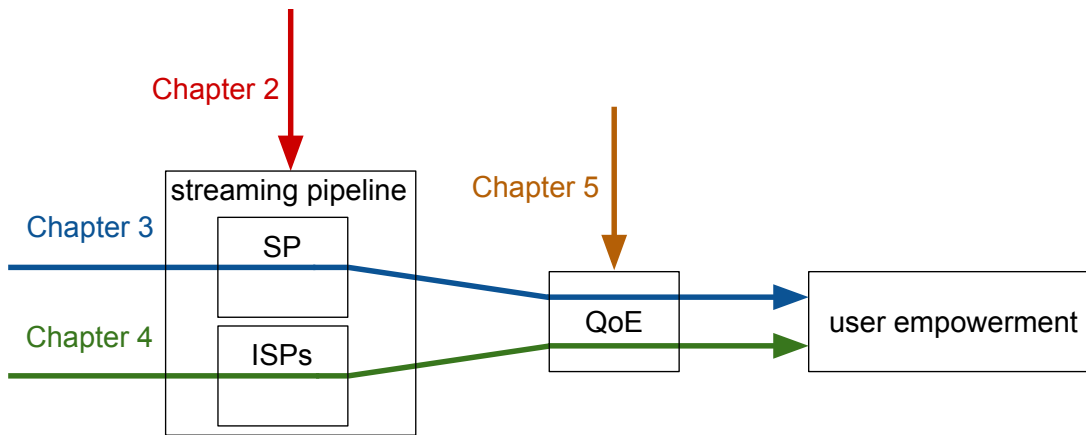 Chapter 2
Chapter 5
streaming pipeline
Chapter 3
SP
QoE
user empowerment
Chapter 4
ISPs